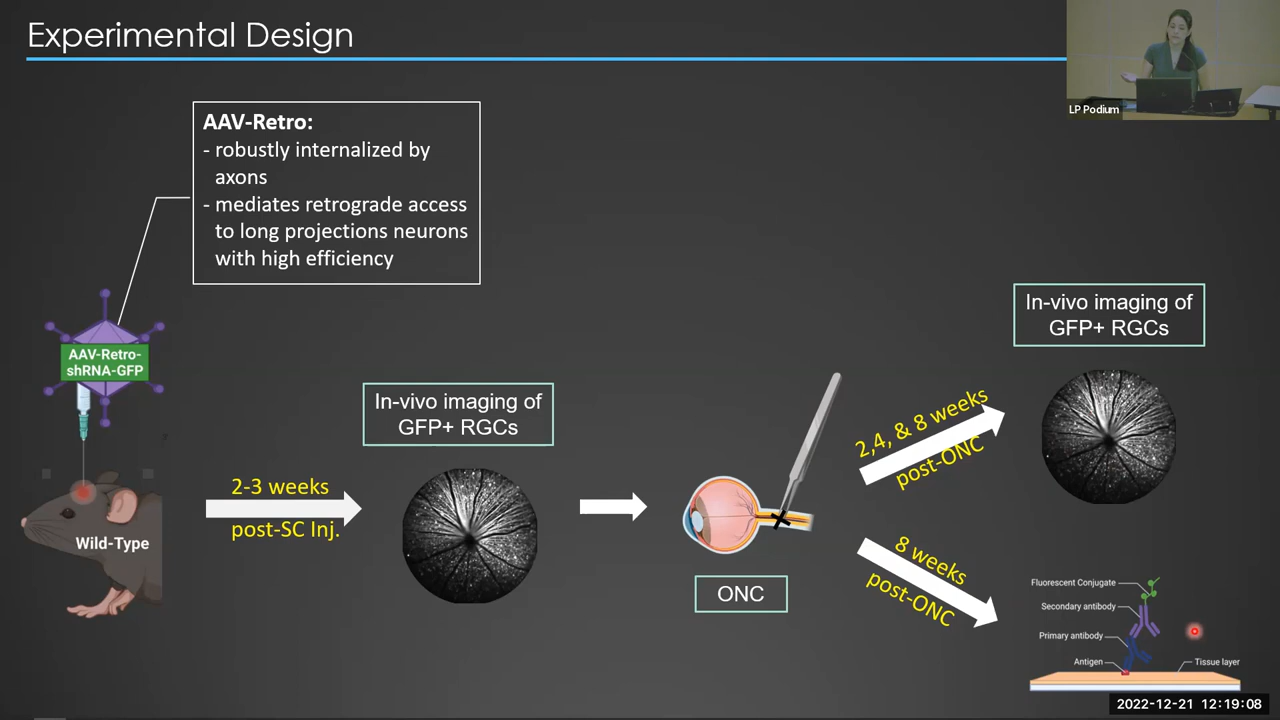 Experimental Design
LP Podium
AAV-Retro:
- robustly internalized by
axons
- mediates retrograde access
to long projections neurons
with high efficiency
AAV-Retro-
shRNA-GFP
Wild-Type
2-3 weeks
post-SC Inj.
In-vivo imaging of
GFP+ RGCs
ONC
2,4, & 8 weeks
post-ONC
In-vivo imaging of
GFP+ RGCs
8 weeks
post-ONC
Fluorescent Conjugate
Secondary antibody
Primary antibody
Antigen
Tissue layer
2022-12-21 12:19:08